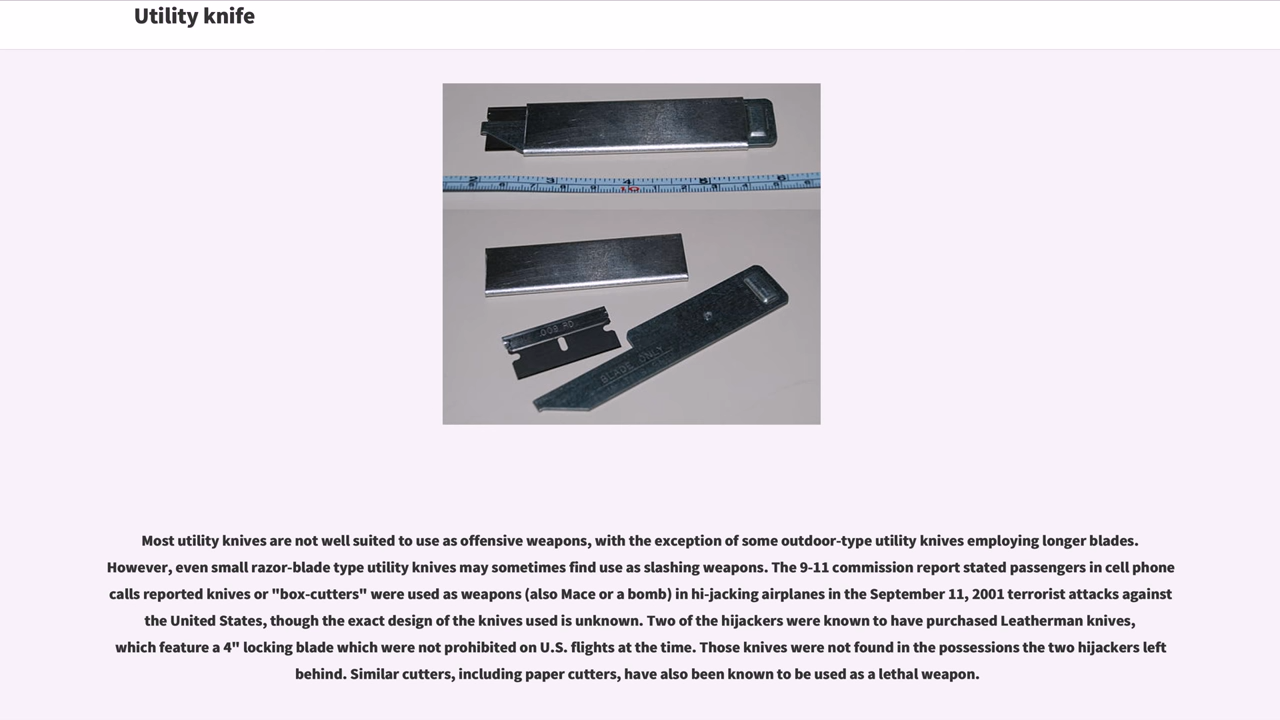 Utility knife
.009 RD
BLADE ONLY
Most utility knives are not well suited to use as offensive weapons, with the exception of some outdoor-type utility knives employing longer blades.
However, even small razor-blade type utility knives may sometimes find use as slashing weapons. The 9-11 commission report stated passengers in cell phone
calls reported knives or "box-cutters" were used as weapons (also Mace or a bomb) in hi-jacking airplanes in the September 11, 2001 terrorist attacks against
the United States, though the exact design of the knives used is unknown. Two of the hijackers were known to have purchased Leatherman knives,
which feature a 4" locking blade which were not prohibited on U.S. flights at the time. Those knives were not found in the possessions the two hijackers left
behind. Similar cutters, including paper cutters, have also been known to be used as a lethal weapon.